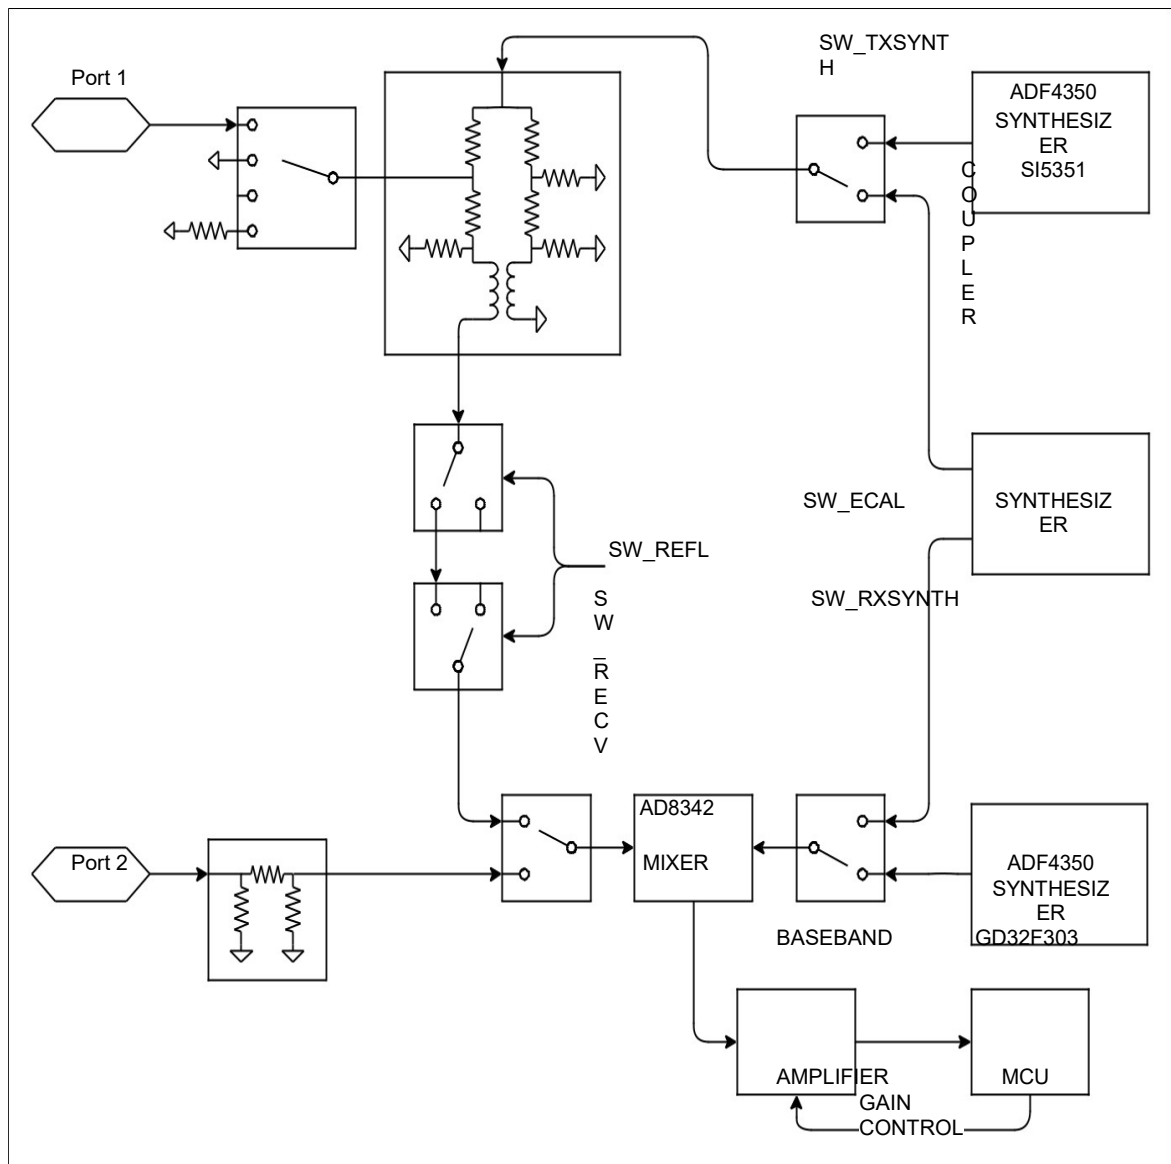 SW_TXSYNT
H
Port 1
ADF4350
SYNTHESIZ
ER
SI5351
C
O
U
P
L
E
R
SW_ECAL
SYNTHESIZ
ER
SW_REFL
SW_RXSYNTH
S
W
_
R
E
C
V
AD8342
MIXER
Port 2
ADF4350
SYNTHESIZ
ER
GD32F303
BASEBAND
AMPLIFIER
MCU
GAIN
CONTROL